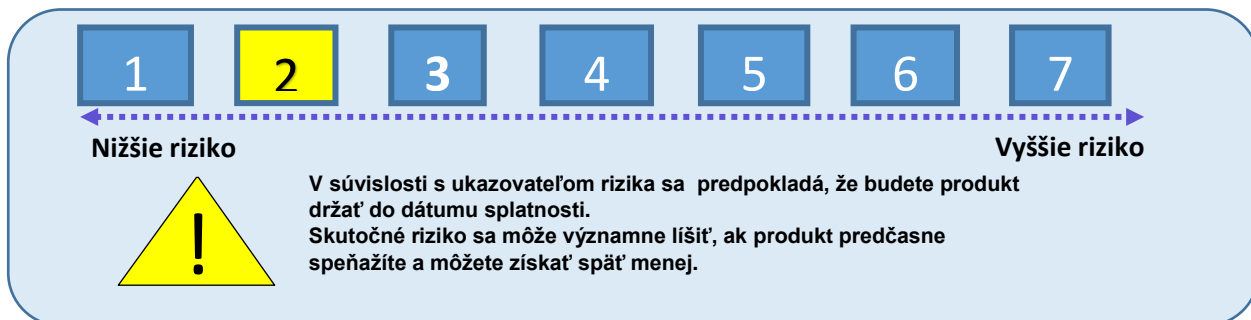 1 2 3 4 5 6 7
Nižšie riziko Vyššie riziko
V súvislosti s ukazovateľom rizika sa predpokladá, že budete produkt
držať do dátumu splatnosti.
Skutočné riziko sa môže významne líšiť, ak produkt predčasne
speňažíte a môžete získať späť menej.
!